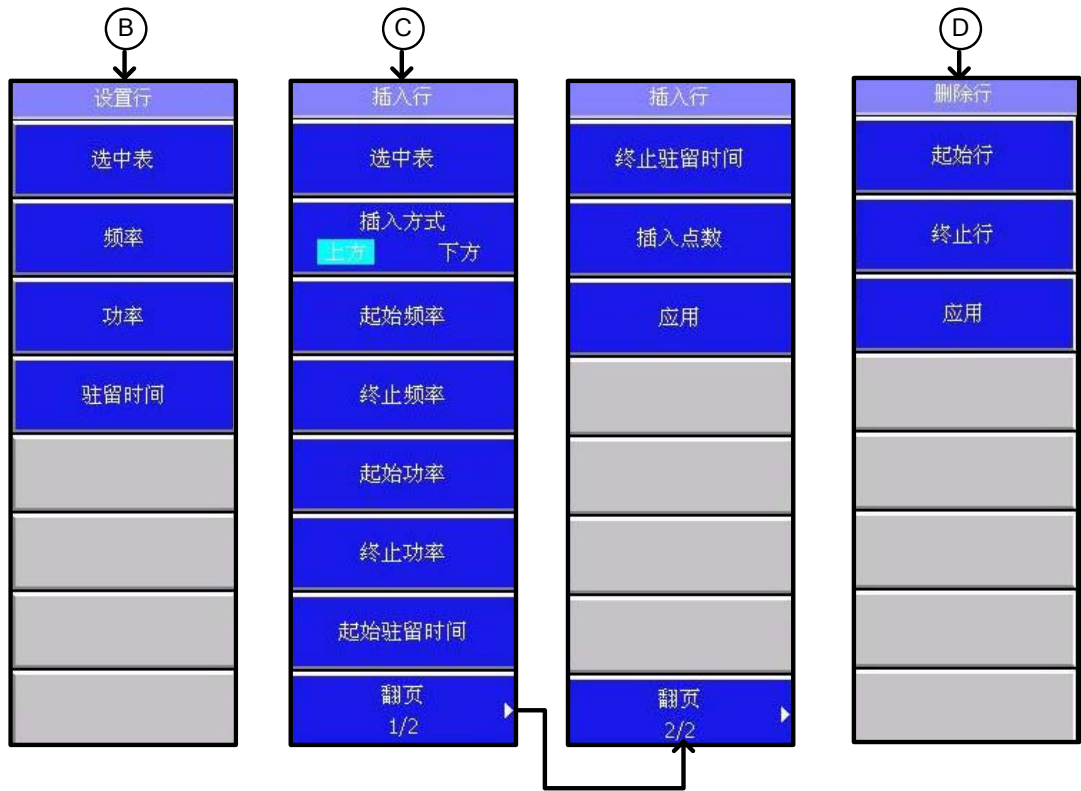 B
设置行
选中表
频率
功率
驻留时间
C
插入行
选中表
插入方式
上方 下方
起始频率
终止频率
起始功率
终止功率
起始驻留时间
翻页
1/2
插入行
终止驻留时间
插入点数
应用
翻页
2/2
D
删除行
起始行
终止行
应用